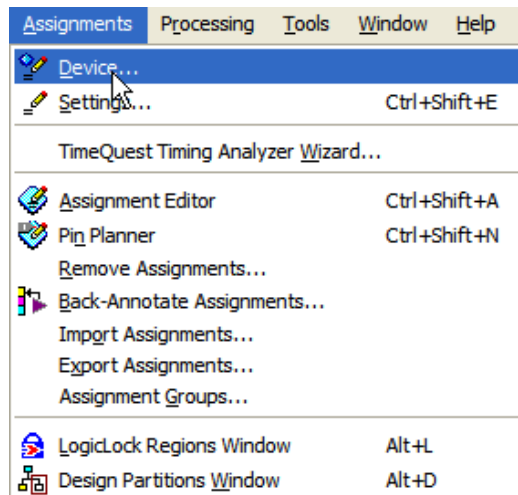 Assignments Processing Tools Window Help
Device...
Settings... Ctrl+Shift+E
TimeQuest Timing Analyzer Wizard...
Assignment Editor Ctrl+Shift+A
Pin Planner Ctrl+Shift+N
Remove Assignments...
Back-Annotate Assignments...
Import Assignments...
Export Assignments...
Assignment Groups...
LogicLock Regions Window Alt+L
Design Partitions Window Alt+D